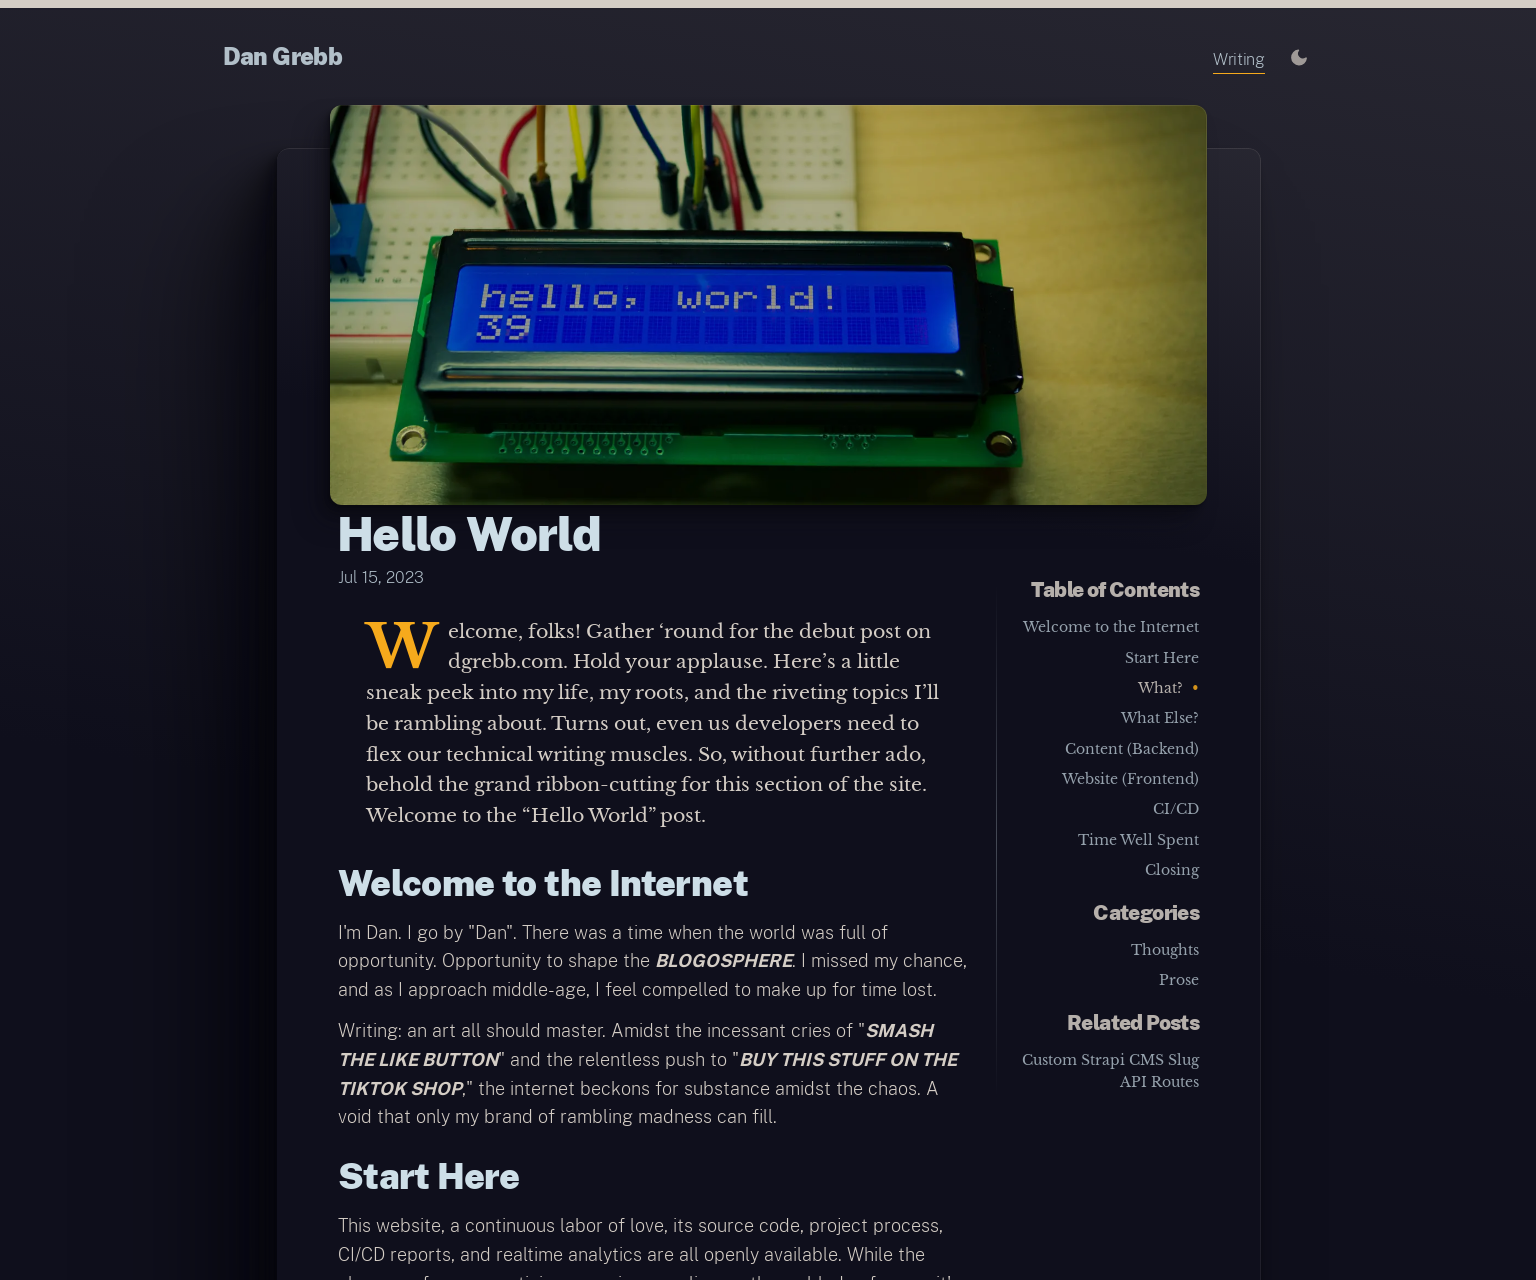 Dan Grebb
Writing
hello, world!
39
Hello World
Jul 15, 2023
Welcome, folks! Gather ‘round for the debut post on
dgrebb.com. Hold your applause. Here’s a little
sneak peek into my life, my roots, and the riveting topics I’ll
be rambling about. Turns out, even us developers need to
flex our technical writing muscles. So, without further ado,
behold the grand ribbon-cutting for this section of the site.
Welcome to the “Hello World” post.
Welcome to the Internet
I'm Dan. I go by "Dan". There was a time when the world was full of
opportunity. Opportunity to shape the BLOGOSPHERE. I missed my chance,
and as I approach middle-age, I feel compelled to make up for time lost.
Writing: an art all should master. Amidst the incessant cries of "SMASH
THE LIKE BUTTON" and the relentless push to "BUY THIS STUFF ON THE
TIKTOK SHOP," the internet beckons for substance amidst the chaos. A
void that only my brand of rambling madness can fill.
Start Here
This website, a continuous labor of love, its source code, project process,
CI/CD reports, and realtime analytics are all openly available. While the
Table of Contents
Welcome to the Internet
Start Here
What? •
What Else?
Content (Backend)
Website (Frontend)
CI/CD
Time Well Spent
Closing
Categories
Thoughts
Prose
Related Posts
Custom Strapi CMS Slug
API Routes